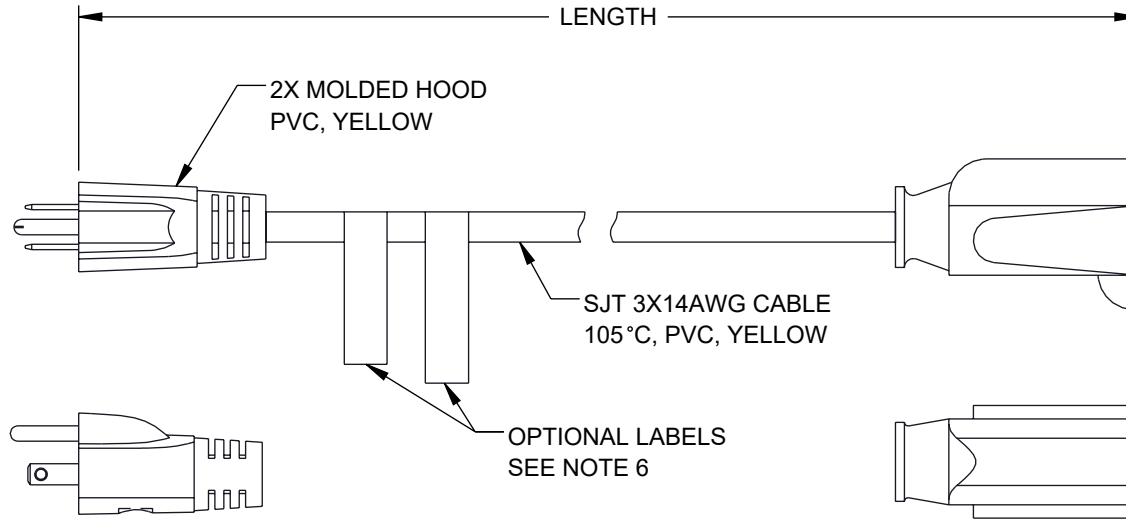 LENGTH
2X MOLDED HOOD
PVC, YELLOW
SJT 3X14AWG CABLE
105°C, PVC, YELLOW
OPTIONAL LABELS
SEE NOTE 6